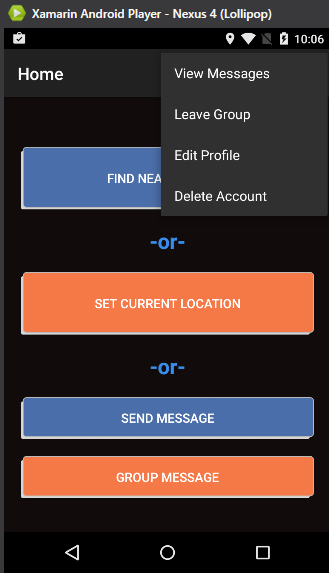 Xamarin Android Player - Nexus 4 (Lollipop)
10:06
Home
View Messages
Leave Group
Edit Profile
Delete Account
FIND
-or-
SET CURRENT LOCATION
-or-
SEND MESSAGE
GROUP MESSAGE